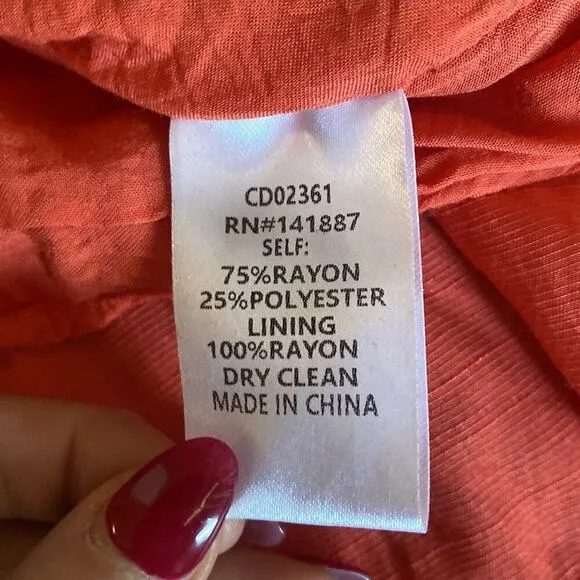 CD02361
RN#141887
SELF:
75%RAYON
25%POLYESTER
LINING
100%RAYON
DRY CLEAN
MADE IN CHINA